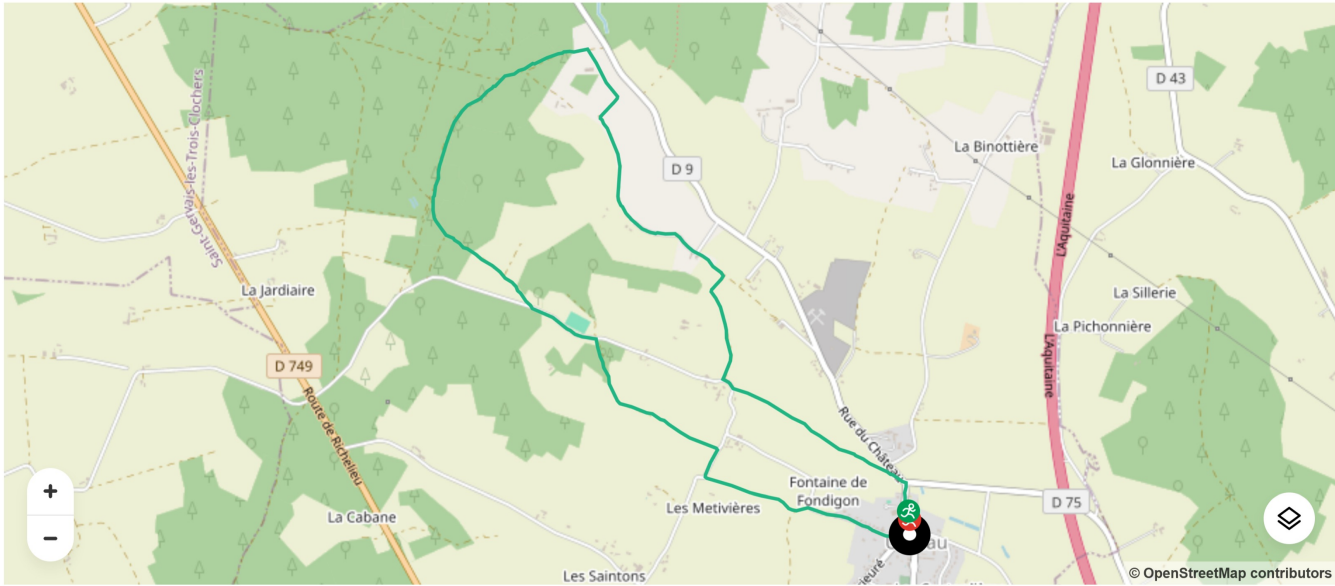 D 43
Saint-Gervais-les-Trois-Clochers
La Binottière
La Glonnière
D 9
L'Aquitaine
La Jardiaire
La Sillerie
La Pichonnière
L'Aquitaine
D 749
Route de Richelieu
Rue du Château
Fontaine de
Fondigon
+
D 75
Les Metivières
La Cabane
−
Les Saintons
© OpenStreetMap contributors